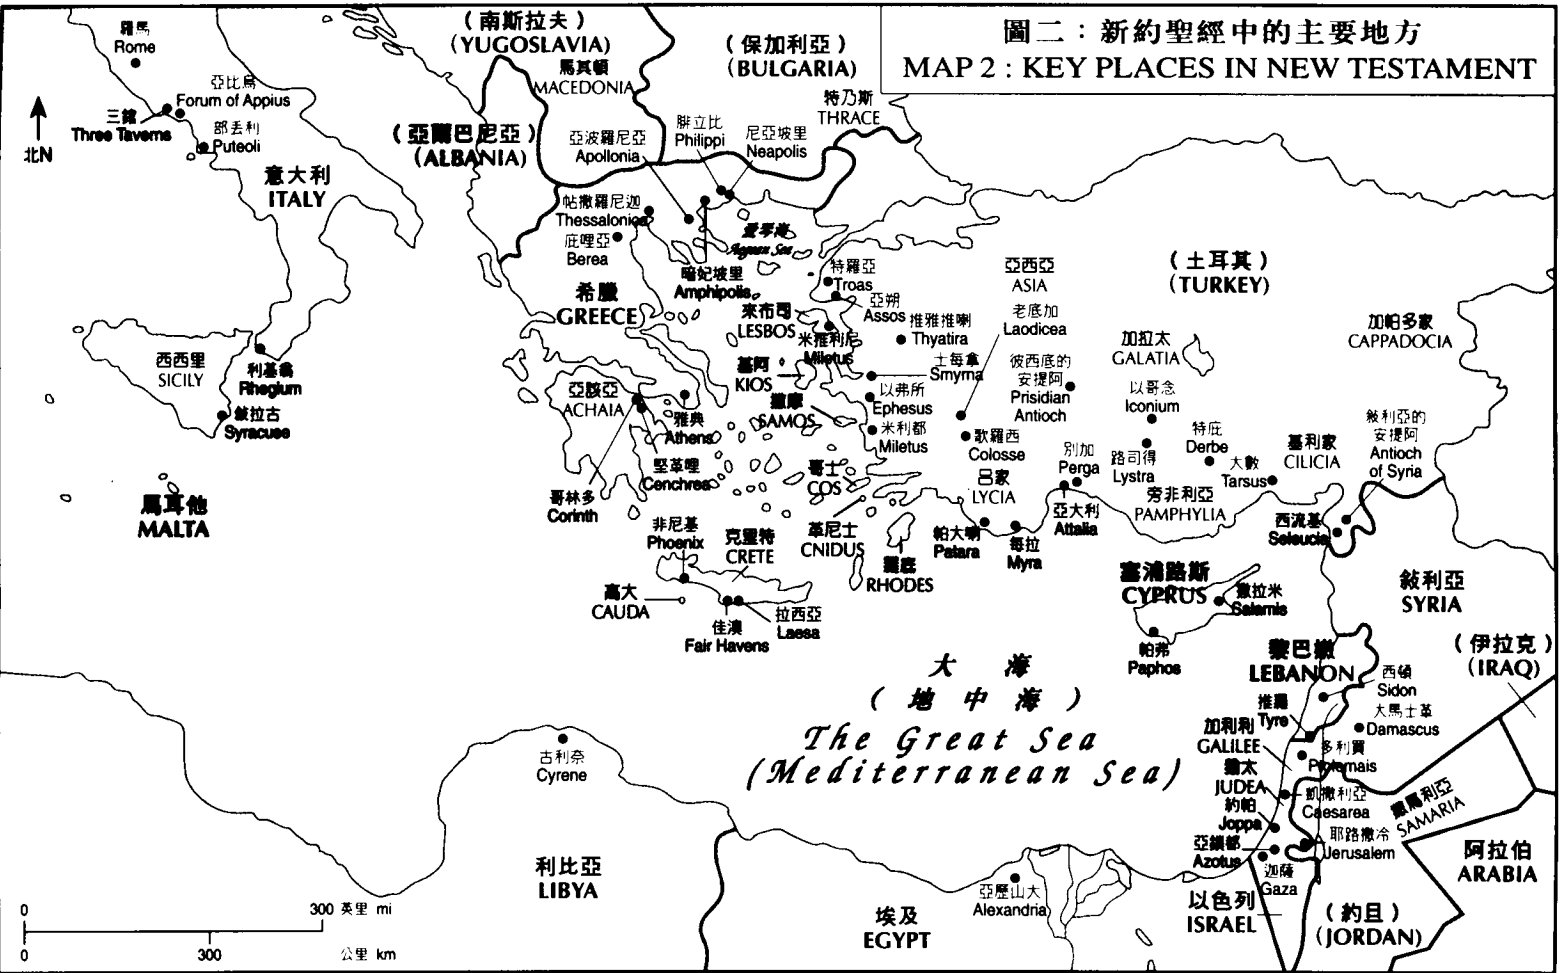 圖二：新約聖經中的主要地方
MAP 2 : KEY PLACES IN NEW TESTAMENT
羅馬
Rome
亞比烏
Forum of Appius
三館
Three Taverns
部丟利
Puteoli
北N
意大利
ITALY
西西里
SICILY
利基翁
Rhegium
敍拉古
Syracuse
馬耳他
MALTA
（南斯拉夫）
(YUGOSLAVIA)
馬其頓
MACEDONIA
（保加利亞）
(BULGARIA)
特乃斯
THRACE
（亞爾巴尼亞）
(ALBANIA)
亞波羅尼亞
Apollonia
腓立比
Philippi
尼亞坡里
Neapolis
帖撒羅尼迦
Thessalonica
庇哩亞
Berea
愛琴海
Aegean Sea
暗妃坡里
Amphipolis
希臘
GREECE
特羅亞
Troas
亞朔
Assos
來布司
LESBOS
米推利尼
Miletus
推雅推喇
Thyatira
亞西亞
ASIA
老底加
Laodicea
（土耳其）
(TURKEY)
加拉太
GALATIA
加帕多家
CAPPADOCIA
基阿
KIOS
士每拿
Smyrna
彼西底的
安提阿
Prisidian
Antioch
以弗所
Ephesus
撒摩
SAMOS
米利都
Miletus
歌羅西
Colosse
以哥念
Iconium
路司得
Lystra
特庇
Derbe
大數
Tarsus
基利家
CILICIA
敍利亞的
安提阿
Antioch
of Syria
亞該亞
ACHAIA
雅典
Athens
堅革哩
Cenchrea
哥林多
Corinth
哥士
COS
革尼士
CNIDUS
羅底
RHODES
呂家
LYCIA
別加
Perga
亞大利
Attalia
旁非利亞
PAMPHYLIA
帕大喇
Patara
每拉
Myra
西流基
Seleucia
非尼基
Phoenix
克里特
CRETE
高大
CAUDA
佳澳
Fair Havens
拉西亞
Lasea
塞浦路斯
CYPRUS
撒拉米
Salamis
帕弗
Paphos
敍利亞
SYRIA
（伊拉克）
(IRAQ)
黎巴嫩
LEBANON
西頓
Sidon
大馬士革
Damascus
推羅
Tyre
加利利
GALILEE
多利買
Ptolemais
猶太
JUDEA
凱撒利亞
Caesarea
撒馬利亞
SAMARIA
約帕
Joppa
亞鎖都
Azotus
耶路撒冷
Jerusalem
迦薩
Gaza
以色列
ISRAEL
（約旦）
(JORDAN)
阿拉伯
ARABIA
大海
（地中海）
The Great Sea
(Mediterranean Sea)
古利奈
Cyrene
利比亞
LIBYA
埃及
EGYPT
亞歷山大
Alexandria
0 300 英里 mi
0 300 公里 km